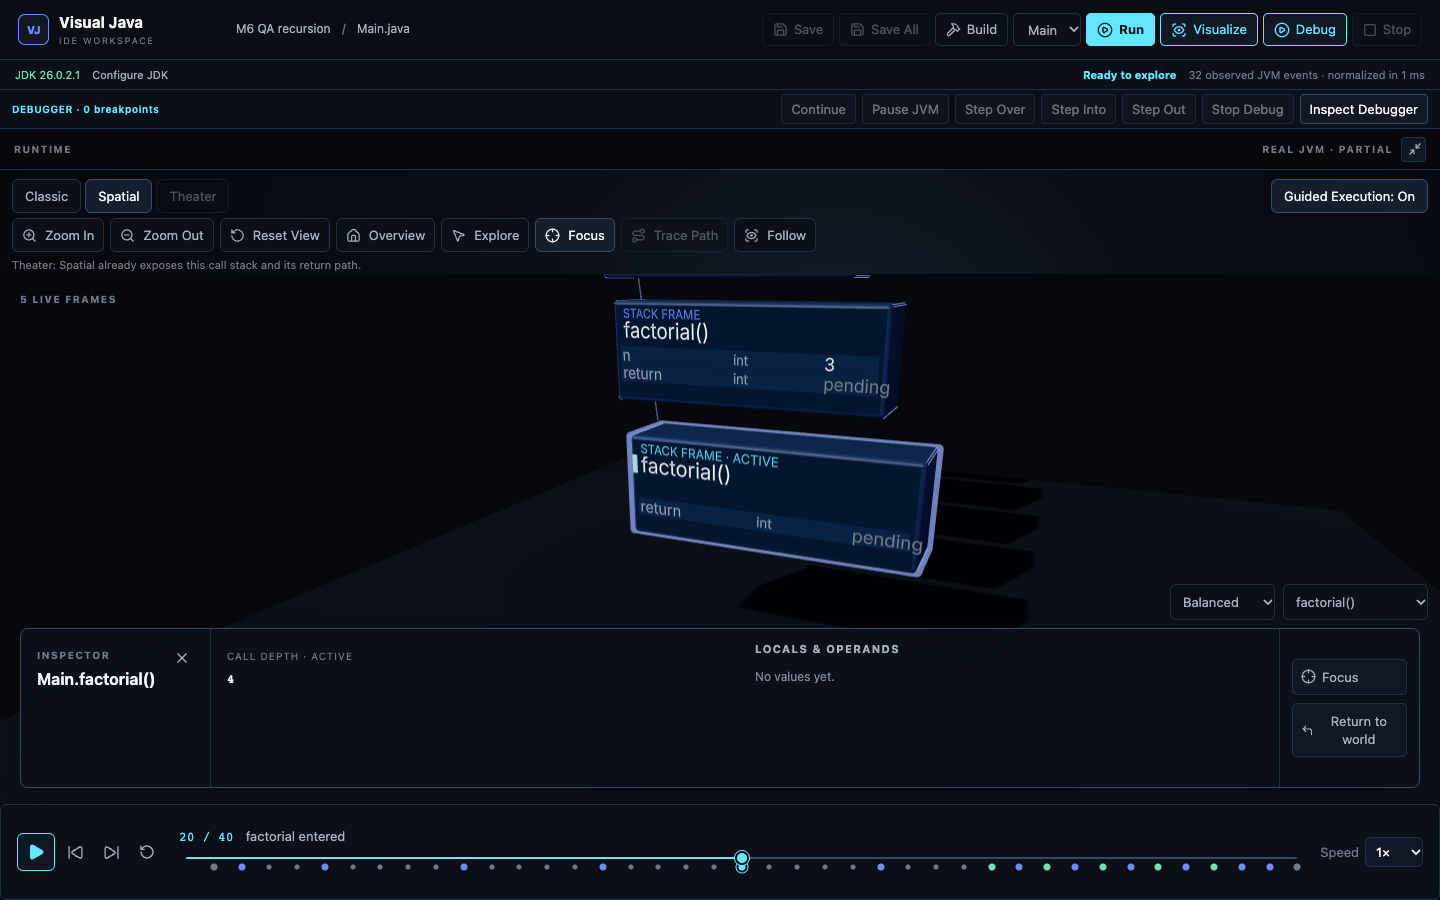 VJ
Visual Java
IDE WORKSPACE
M6 QA recursion / Main.java
Save
Save All
Build
Main
Run
Visualize
Debug
Stop
JDK 26.0.2.1 Configure JDK
Ready to explore 32 observed JVM events · normalized in 1 ms
DEBUGGER · 0 breakpoints
Continue
Pause JVM
Step Over
Step Into
Step Out
Stop Debug
Inspect Debugger
RUNTIME
REAL JVM · PARTIAL
Classic
Spatial
Theater
Guided Execution: On
Zoom In
Zoom Out
Reset View
Overview
Explore
Focus
Trace Path
Follow
Theater: Spatial already exposes this call stack and its return path.
5 LIVE FRAMES
STACK FRAME
factorial()
n int 3
return int pending
STACK FRAME · ACTIVE
factorial()
return int pending
Balanced
factorial()
INSPECTOR
Main.factorial()
CALL DEPTH · ACTIVE
4
LOCALS & OPERANDS
No values yet.
Focus
Return to
world
20 / 40 factorial entered
Speed 1×